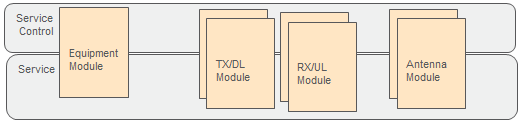 Service
Control
Service
Equipment
Module
TX/DL
Module
RX/UL
Module
Antenna
Module